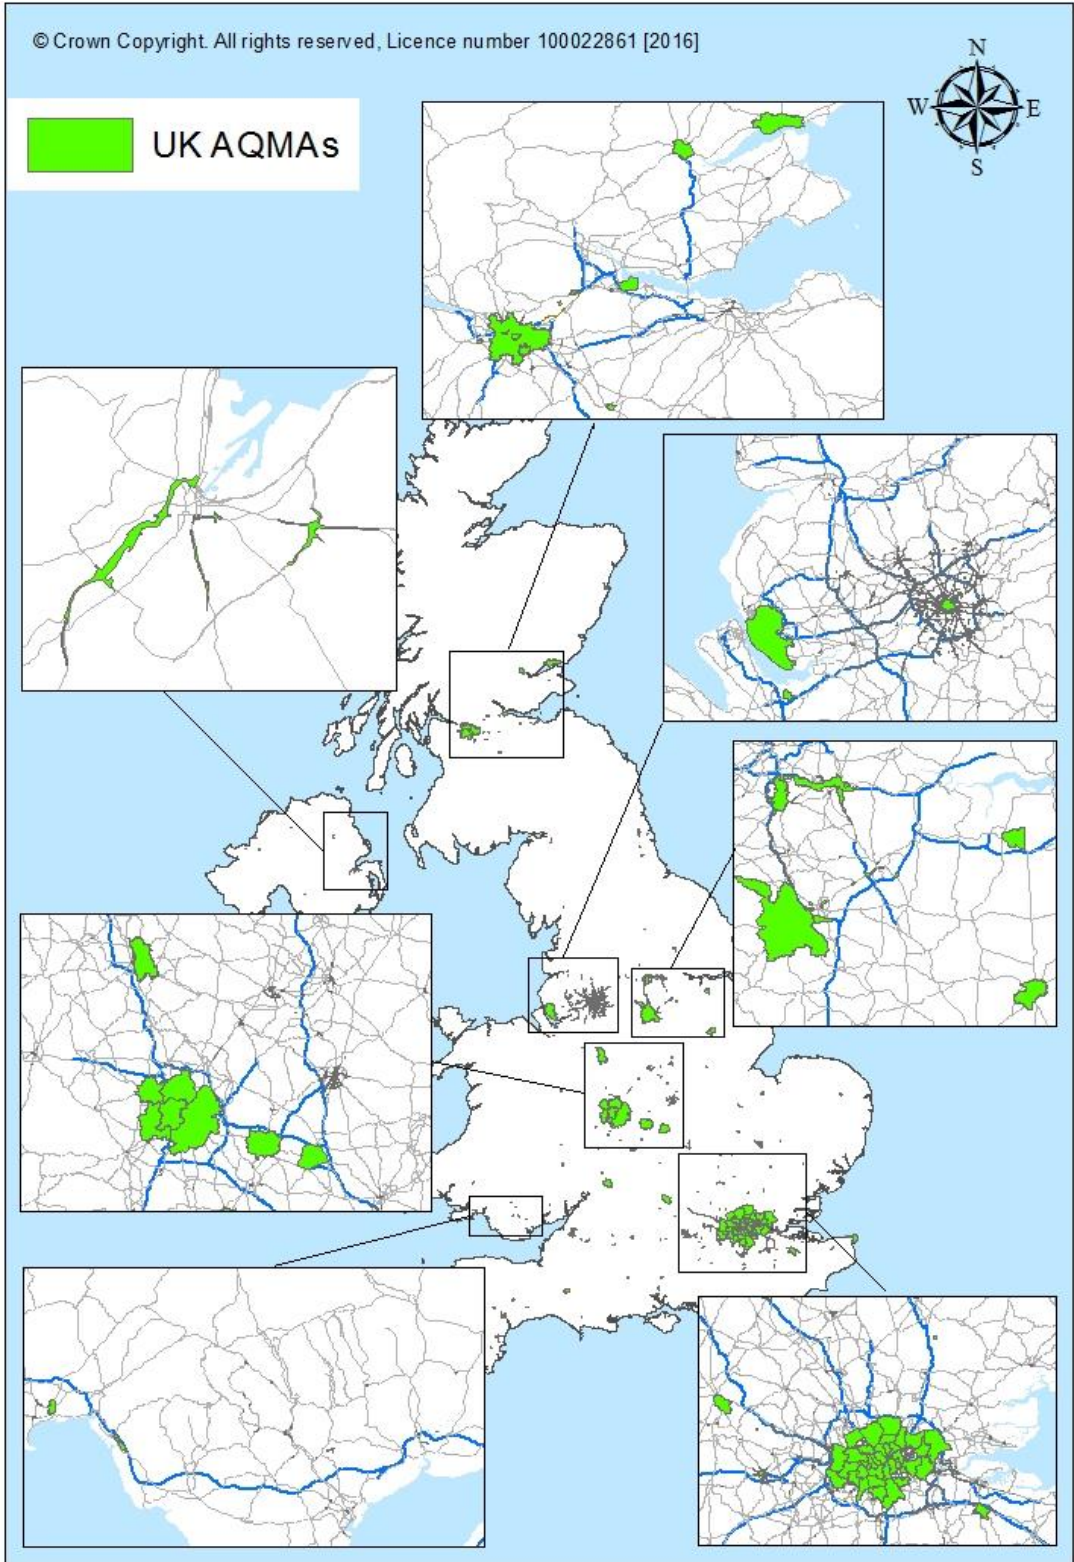 © Crown Copyright. All rights reserved, Licence number 100022861 [2016]
N
W E
S
UK AQMAs